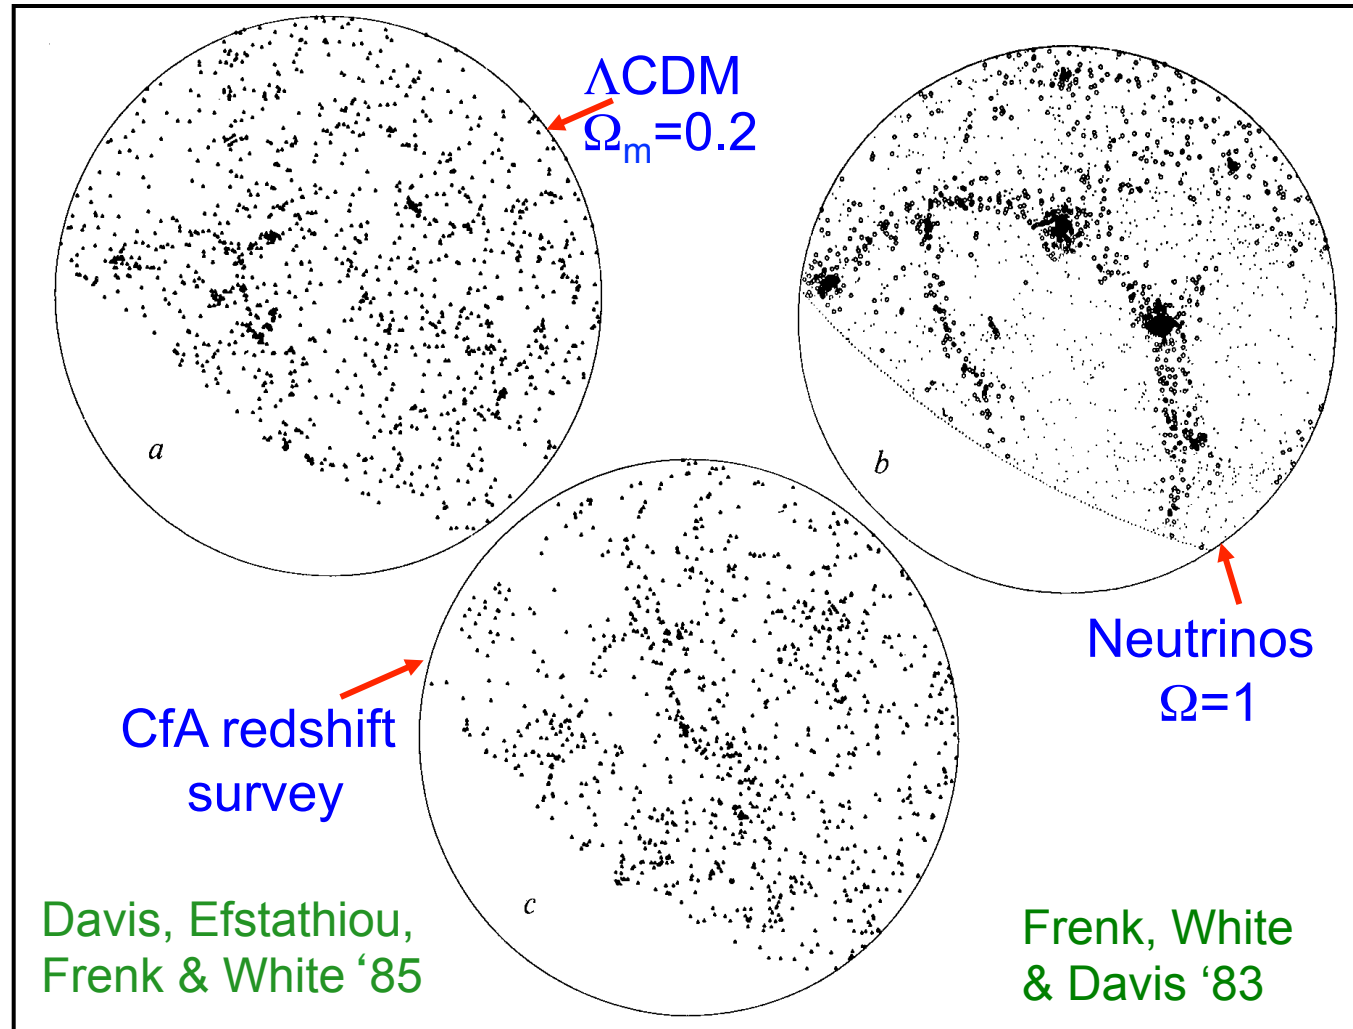 ΛCDM
Ωm=0.2
a
b
Neutrinos
Ω=1
CfA redshift
survey
c
Davis, Efstathiou,
Frenk & White ‘85
Frenk, White
& Davis ‘83